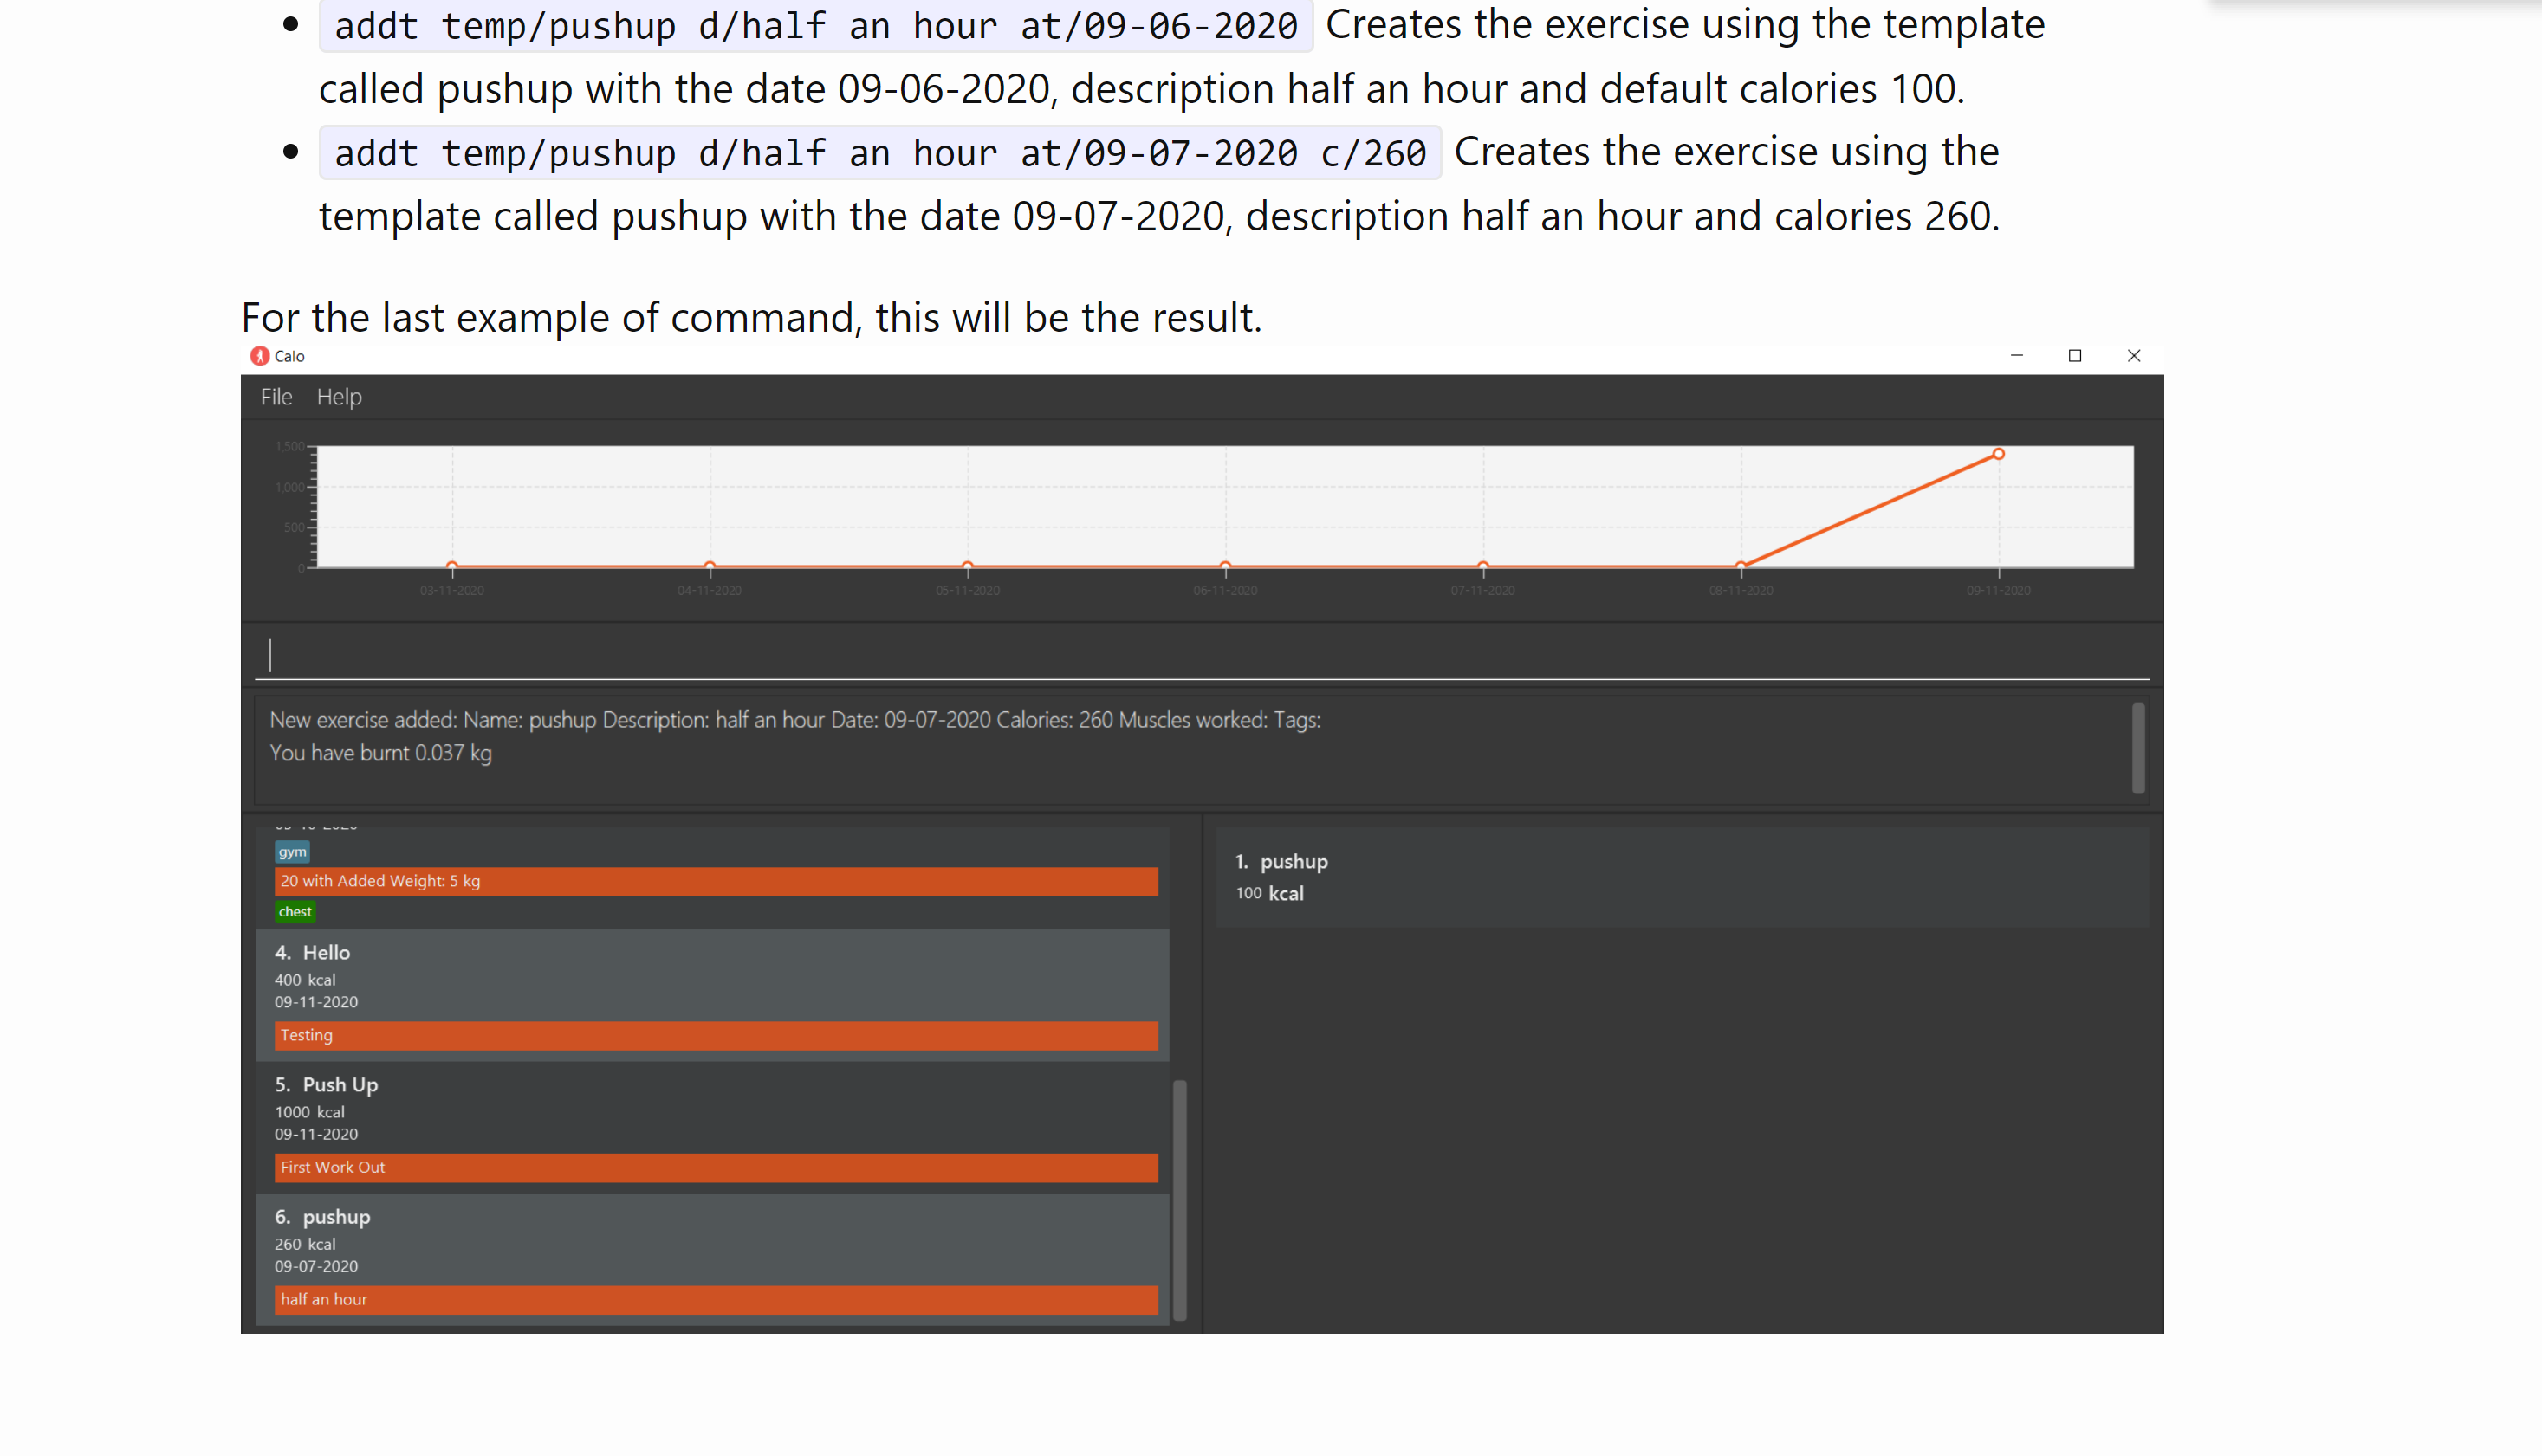 addt temp/pushup d/half an hour at/09-06-2020 Creates the exercise using the template
called pushup with the date 09-06-2020, description half an hour and default calories 100.
addt temp/pushup d/half an hour at/09-07-2020 c/260 Creates the exercise using the
template called pushup with the date 09-07-2020, description half an hour and calories 260.
For the last example of command, this will be the result.
Calo
File Help
1,500
1,000
500
0
03-11-2020 04-11-2020 05-11-2020 06-11-2020 07-11-2020 08-11-2020 09-11-2020
New exercise added: Name: pushup Description: half an hour Date: 09-07-2020 Calories: 260 Muscles worked: Tags:
You have burnt 0.037 kg
gym
20 with Added Weight: 5 kg
chest
4. Hello
400 kcal
09-11-2020
Testing
5. Push Up
1000 kcal
09-11-2020
First Work Out
6. pushup
260 kcal
09-07-2020
half an hour
1. pushup
100 kcal